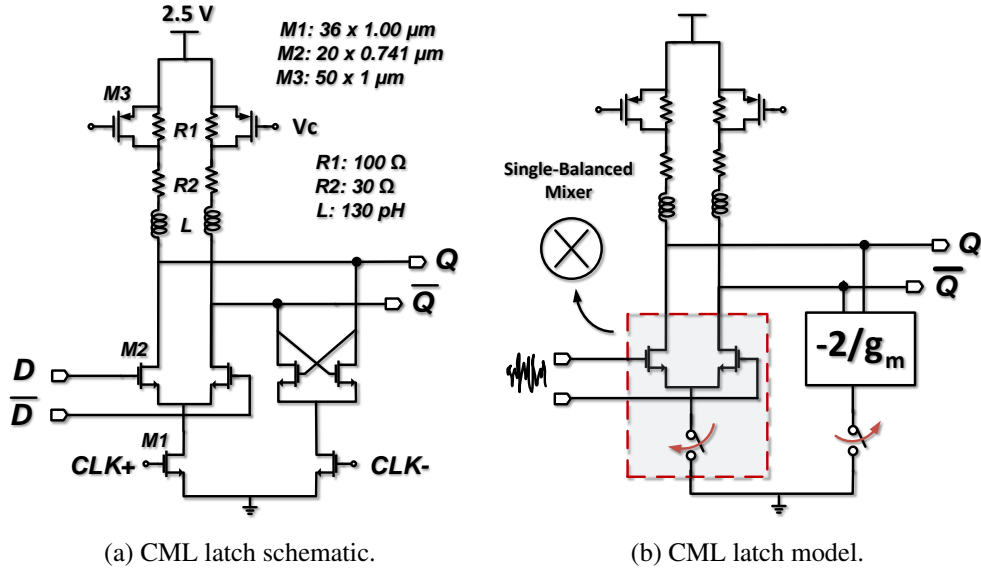 2.5 V
M1: 36 x 1.00 µm
M2: 20 x 0.741 µm
M3: 50 x 1 µm
M3
R1
Vc
R1: 100 Ω
R2: 30 Ω
L: 130 pH
R2
L
Q
Q̅
M2
D
D̅
M1
CLK+
CLK-
(a) CML latch schematic.
Single-Balanced
Mixer
Q
Q̅
-2/gₘ
(b) CML latch model.